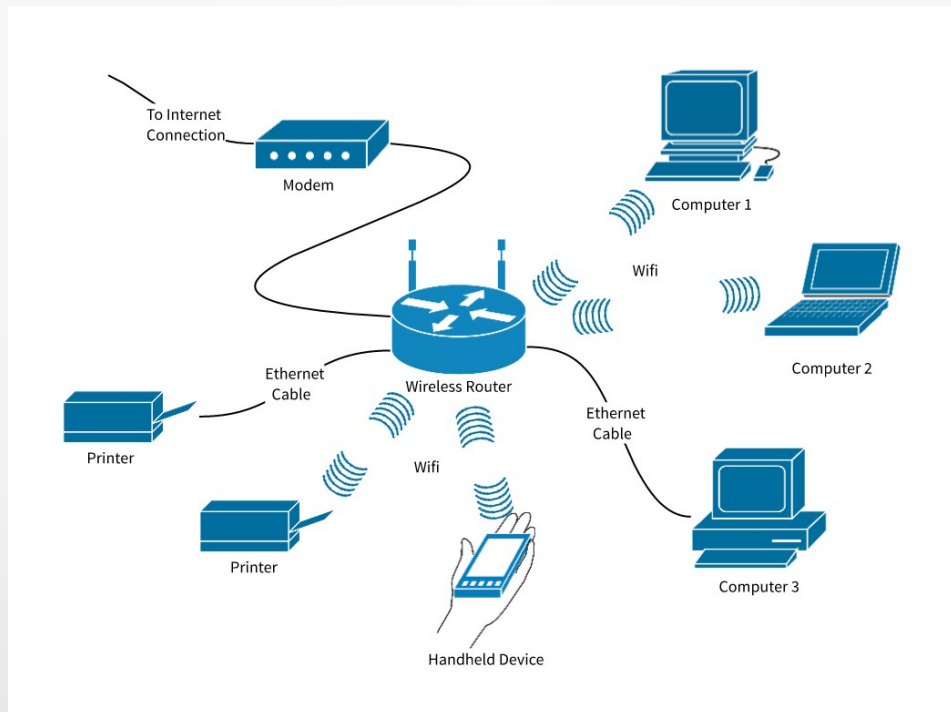 To Internet
Connection
Modem
Computer 1
Wifi
Computer 2
Wireless Router
Ethernet
Cable
Printer
Ethernet
Cable
Wifi
Printer
Computer 3
Handheld Device